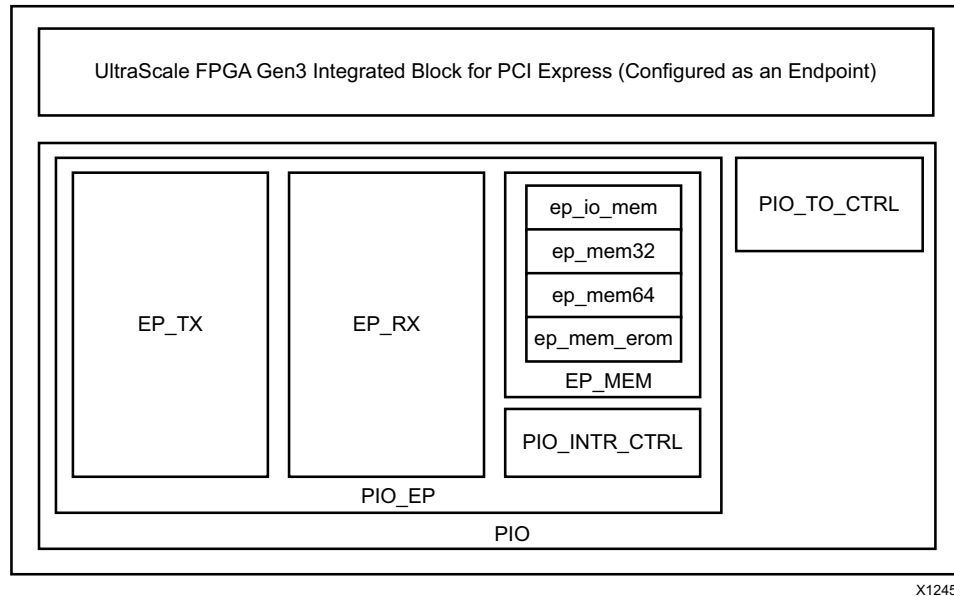 UltraScale FPGA Gen3 Integrated Block for PCI Express (Configured as an Endpoint)
EP_TX
EP_RX
ep_io_mem
ep_mem32
ep_mem64
ep_mem_erom
EP_MEM
PIO_INTR_CTRL
PIO_TO_CTRL
PIO_EP
PIO
X1245